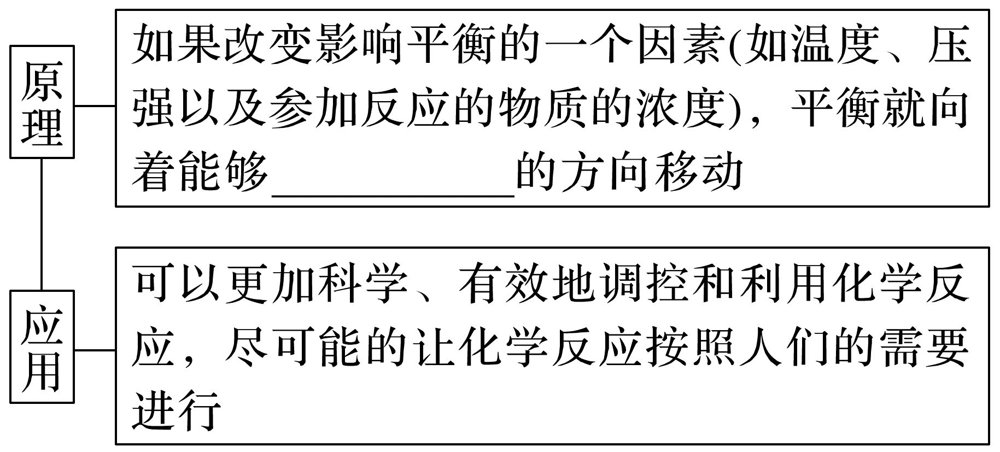 原理
如果改变影响平衡的一个因素(如温度、压
强以及参加反应的物质的浓度)，平衡就向
着能够__________的方向移动
应用
可以更加科学、有效地调控和利用化学反
应，尽可能的让化学反应按照人们的需要
进行